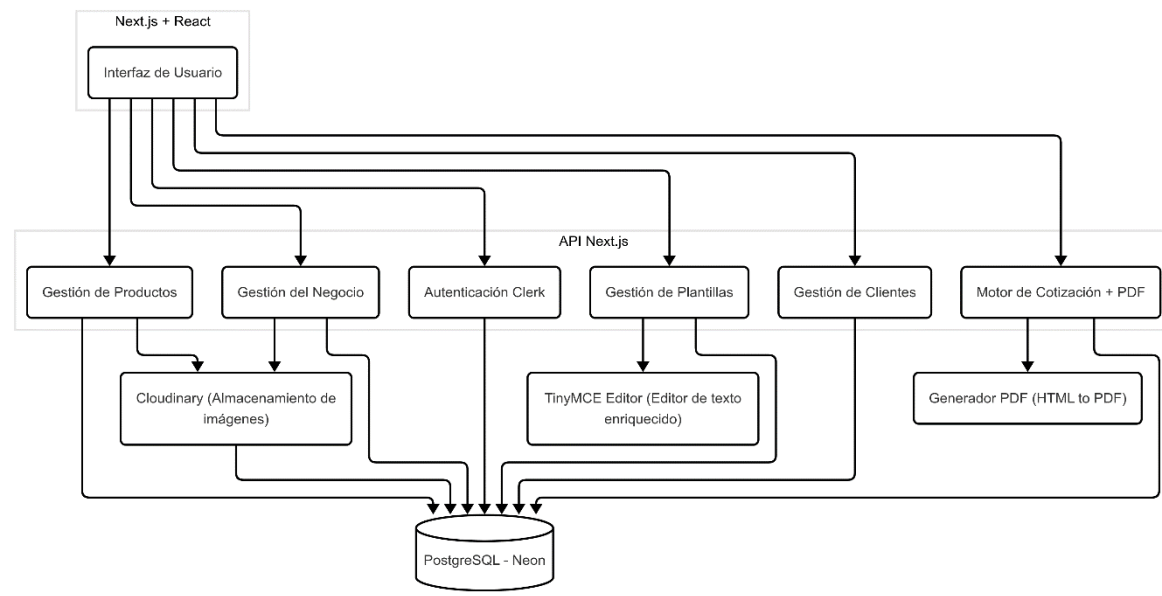 Next.js + React
Interfaz de Usuario
API Next.js
Gestión de Productos
Gestión del Negocio
Autenticación Clerk
Gestión de Plantillas
Gestión de Clientes
Motor de Cotización + PDF
Cloudinary (Almacenamiento de
imágenes)
TinyMCE Editor (Editor de texto
enriquecido)
Generador PDF (HTML to PDF)
PostgreSQL - Neon